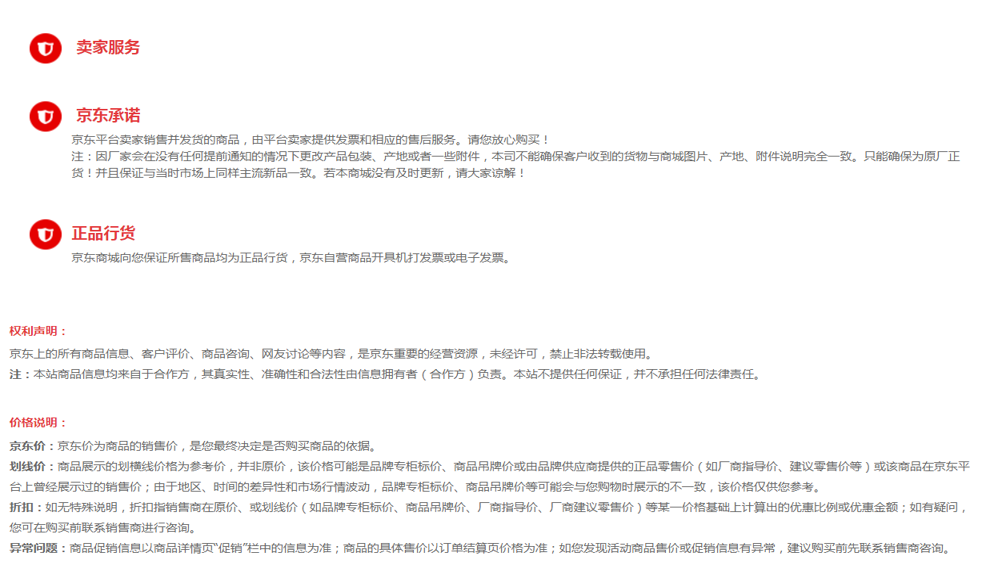 卖家服务
京东承诺
京东平台卖家销售并发货的商品，由平台卖家提供发票和相应的售后服务。请您放心购买！
注：因厂家会在没有任何提前通知的情况下更改产品包装、产地或者一些附件，本司不能确保客户收到的货物与商城图片、产地、附件说明完全一致。只能确保为原厂正
货！并且保证与当时市场上同样主流新品一致。若本商城没有及时更新，请大家谅解！
正品行货
京东商城向您保证所售商品均为正品行货，京东自营商品开具机打发票或电子发票。
权利声明：
京东上的所有商品信息、客户评价、商品咨询、网友讨论等内容，是京东重要的经营资源，未经许可，禁止非法转载使用。
注：本站商品信息均来自于合作方，其真实性、准确性和合法性由信息拥有者（合作方）负责。本站不提供任何保证，并不承担任何法律责任。
价格说明：
京东价：京东价为商品的销售价，是您最终决定是否购买商品的依据。
划线价：商品展示的划横线价格为参考价，并非原价，该价格可能是品牌专柜标价、商品吊牌价或由品牌供应商提供的正品零售价（如厂商指导价、建议零售价等）或该商品在京东平
台上曾经展示过的销售价；由于地区、时间的差异性和市场行情波动，品牌专柜标价、商品吊牌价等可能会与您购物时展示的不一致，该价格仅供您参考。
折扣：如无特殊说明，折扣指销售商在原价、或划线价（如品牌专柜标价、商品吊牌价、厂商指导价、厂商建议零售价）等某一价格基础上计算出的优惠比例或优惠金额；如有疑问，
您可在购买前联系销售商进行咨询。
异常问题：商品促销信息以商品详情页“促销”栏中的信息为准；商品的具体售价以订单结算页价格为准；如您发现活动商品售价或促销信息有异常，建议购买前先联系销售商咨询。